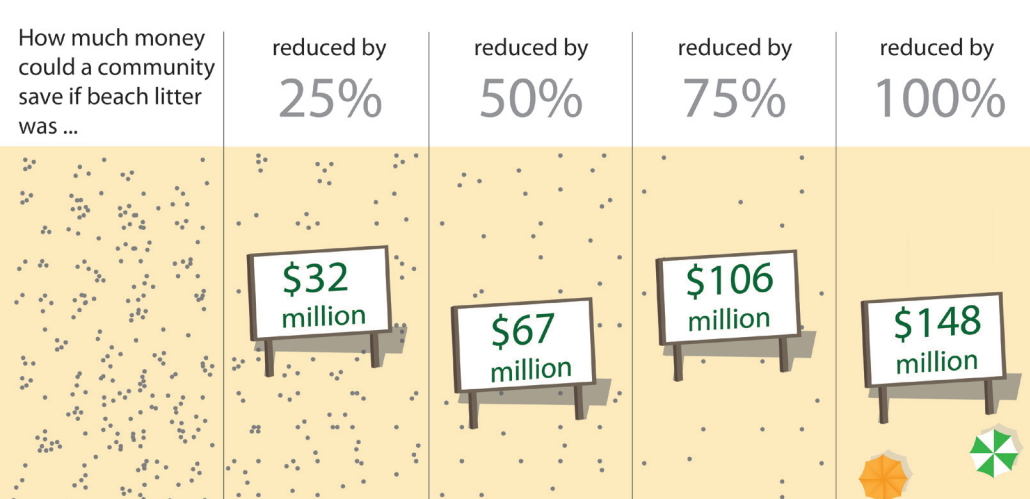 How much money
could a community
save if beach litter
was ...
reduced by
25%
reduced by
50%
reduced by
75%
reduced by
100%
$32
million
$67
million
$106
million
$148
million